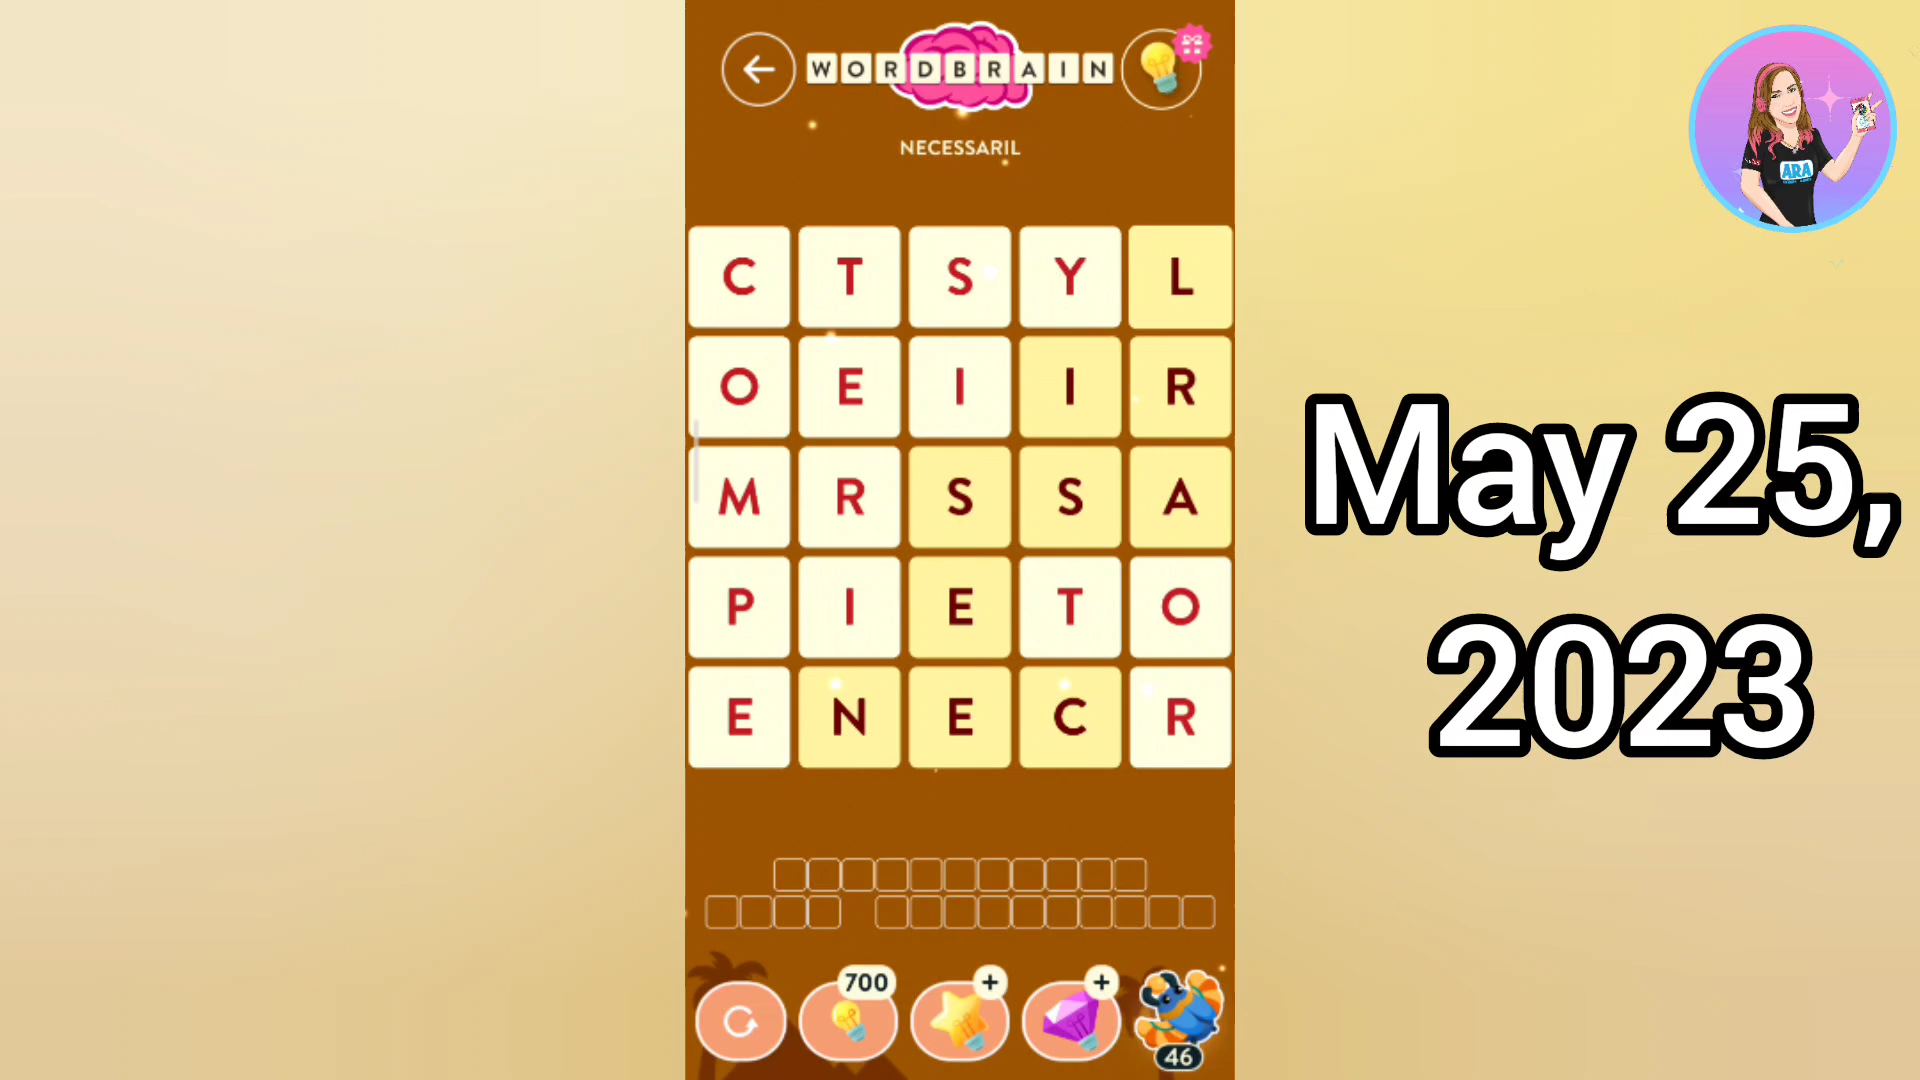 WORDBRAIN
NECESSARIL
C T S Y L
O E I I R
M R S S A
P I E T O
E N E C R
May 25,
2023
ARA
700
+
+
46